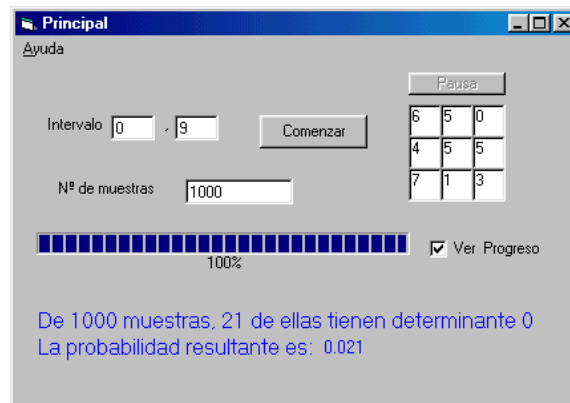 Principal
Ayuda
Pausa
Intervalo 0 , 9 Comenzar
6 5 0
4 5 5
7 1 3
Nº de muestras 1000
100%
Ver Progreso
De 1000 muestras, 21 de ellas tienen determinante 0
La probabilidad resultante es: 0.021